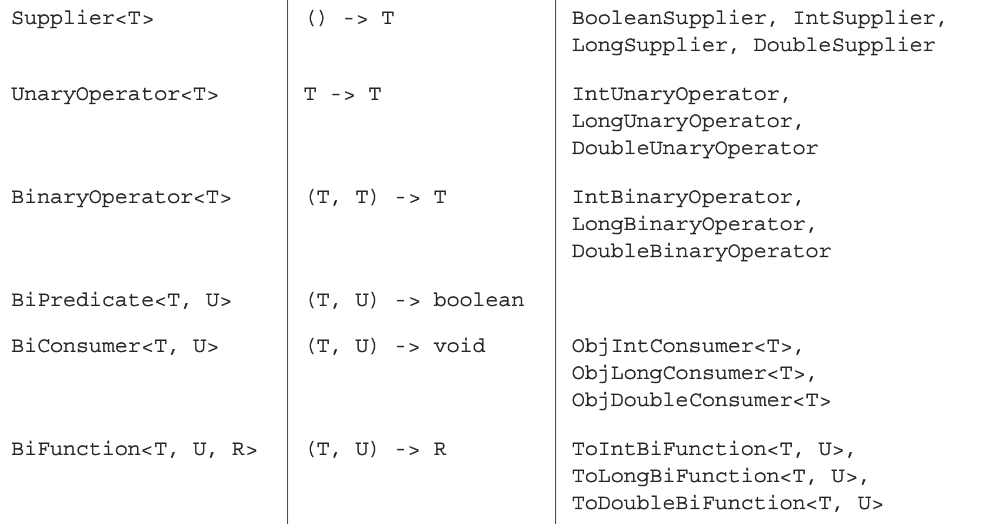 Supplier<T> () -> T BooleanSupplier, IntSupplier,
LongSupplier, DoubleSupplier
UnaryOperator<T> T -> T IntUnaryOperator,
LongUnaryOperator,
DoubleUnaryOperator
BinaryOperator<T> (T, T) -> T IntBinaryOperator,
LongBinaryOperator,
DoubleBinaryOperator
BiPredicate<T, U> (T, U) -> boolean
BiConsumer<T, U> (T, U) -> void ObjIntConsumer<T>,
ObjLongConsumer<T>,
ObjDoubleConsumer<T>
BiFunction<T, U, R> (T, U) -> R ToIntBiFunction<T, U>,
ToLongBiFunction<T, U>,
ToDoubleBiFunction<T, U>